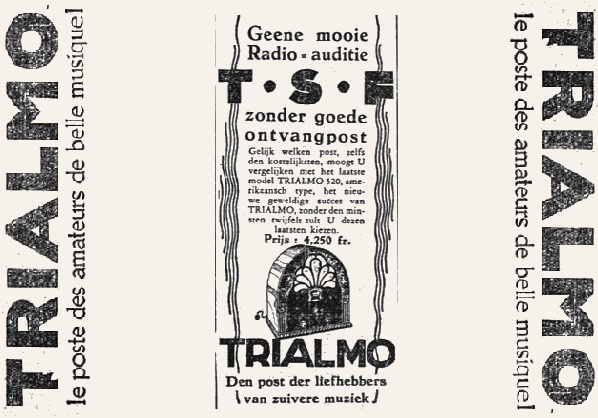 TRIALMO
le poste des amateurs de belle musique!
Geene mooie
Radio = auditie
T • S • F
zonder goede
ontvangpost
Gelijk welken post, zelfs
den kostelijksten, moogt U
vergelijken met het laatste
model TRIALMO 520, ame-
rikaansch type, het nieu-
we geweldige succes van
TRIALMO, zonder den min-
sten twijfelt zult U dezen
laatsten kiezen.
Prijs : 4.250 fr.
TRIALMO
Den post der liefhebbers
van zuivere muziek
TRIALMO
le poste des amateurs de belle musique!